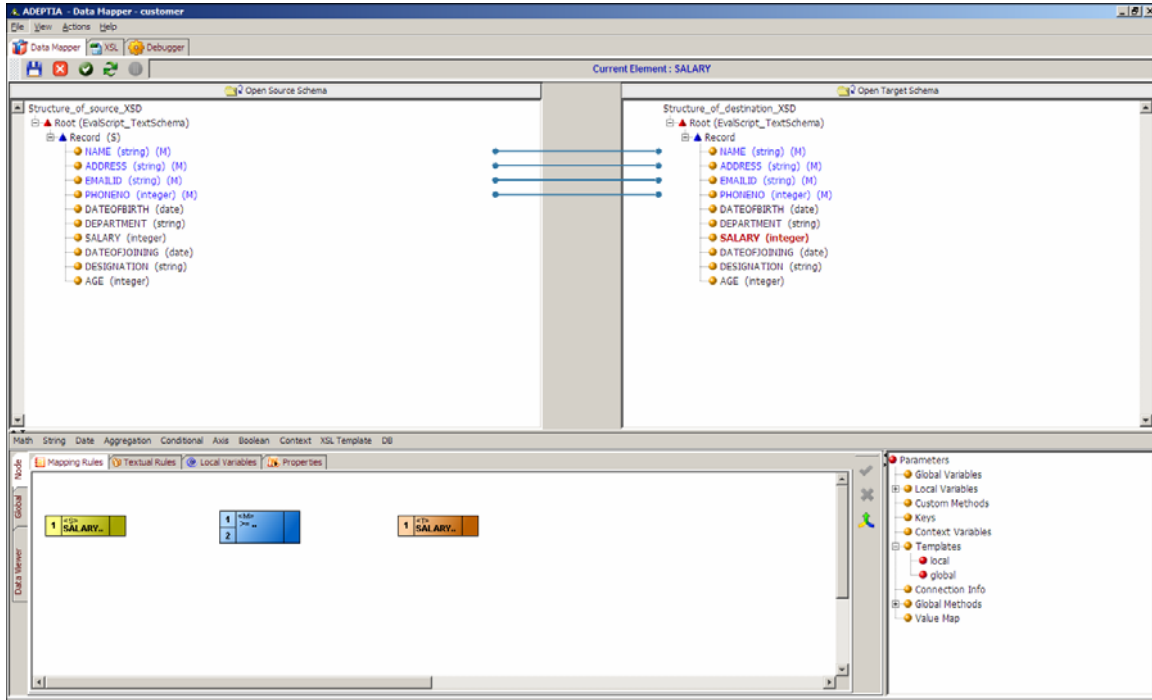 ADEPTIA - Data Mapper - customer
File View Actions Help
Data Mapper XSL Debugger
Current Element : SALARY
Open Source Schema
Open Target Schema
Structure_of_source_XSD
Root (EvalScript_TextSchema)
Record (S)
NAME (string) (M)
ADDRESS (string) (M)
EMAILID (string) (M)
PHONENO (integer) (M)
DATEOFBIRTH (date)
DEPARTMENT (string)
SALARY (integer)
DATEOFJOINING (date)
DESIGNATION (string)
AGE (integer)
Structure_of_destination_XSD
Root (EvalScript_TextSchema)
Record
NAME (string) (M)
ADDRESS (string) (M)
EMAILID (string) (M)
PHONENO (integer) (M)
DATEOFBIRTH (date)
DEPARTMENT (string)
SALARY (integer)
DATEOFJOINING (date)
DESIGNATION (string)
AGE (integer)
Math String Date Aggregation Conditional Axis Boolean Context XSL Template DB
Node
Global
Data Viewer
Mapping Rules Textual Rules Local Variables Properties
1 <S> SALARY..
1 <M> >= ..
2
1 <T> SALARY..
Parameters
Global Variables
Local Variables
Custom Methods
Keys
Context Variables
Templates
local
global
Connection Info
Global Methods
Value Map